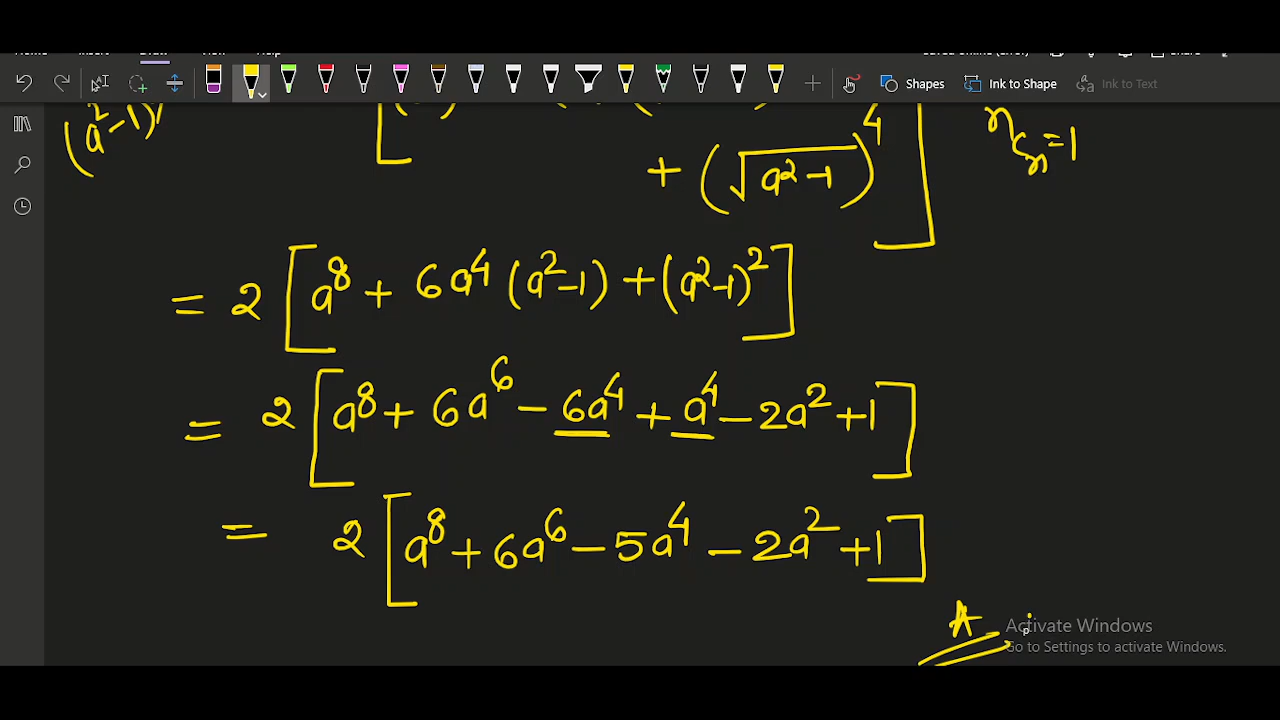 Shapes Ink to Shape Ink to Text
(a²-1)
+ (√a²-1)⁴
= 2 [a⁸ + 6a⁴ (a²-1) + (a²-1)²]
= 2 [a⁸ + 6a⁶ - 6a⁴ + a⁴ - 2a² + 1]
= 2 [a⁸ + 6a⁶ - 5a⁴ - 2a² + 1]
Activate Windows
Go to Settings to activate Windows.